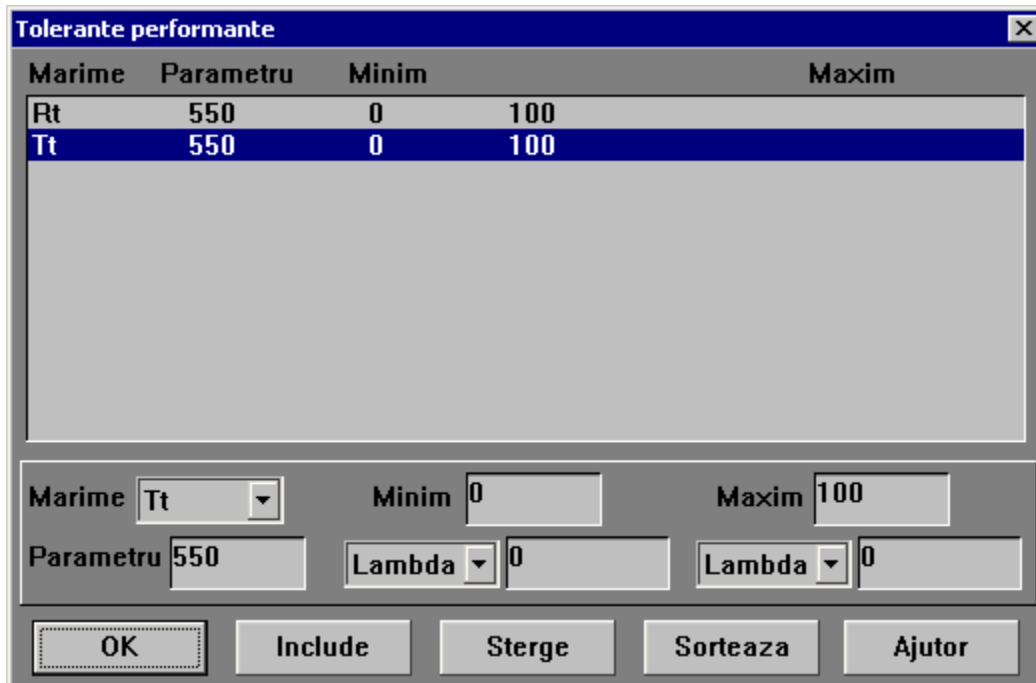 Tolerante performante
Marime Parametru Minim Maxim
Rt 550 0 100
Tt 550 0 100
Marime Tt Minim 0 Maxim 100
Parametru 550 Lambda 0 Lambda 0
OK Include Sterge Sorteaza Ajutor